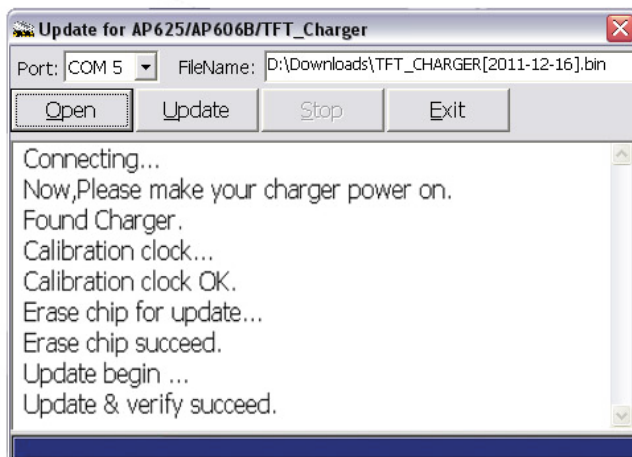 Update for AP625/AP606B/TFT_Charger
Port: COM 5 FileName: D:\Downloads\TFT_CHARGER[2011-12-16].bin
Open Update Stop Exit
Connecting...
Now,Please make your charger power on.
Found Charger.
Calibration clock...
Calibration clock OK.
Erase chip for update...
Erase chip succeed.
Update begin ...
Update & verify succeed.